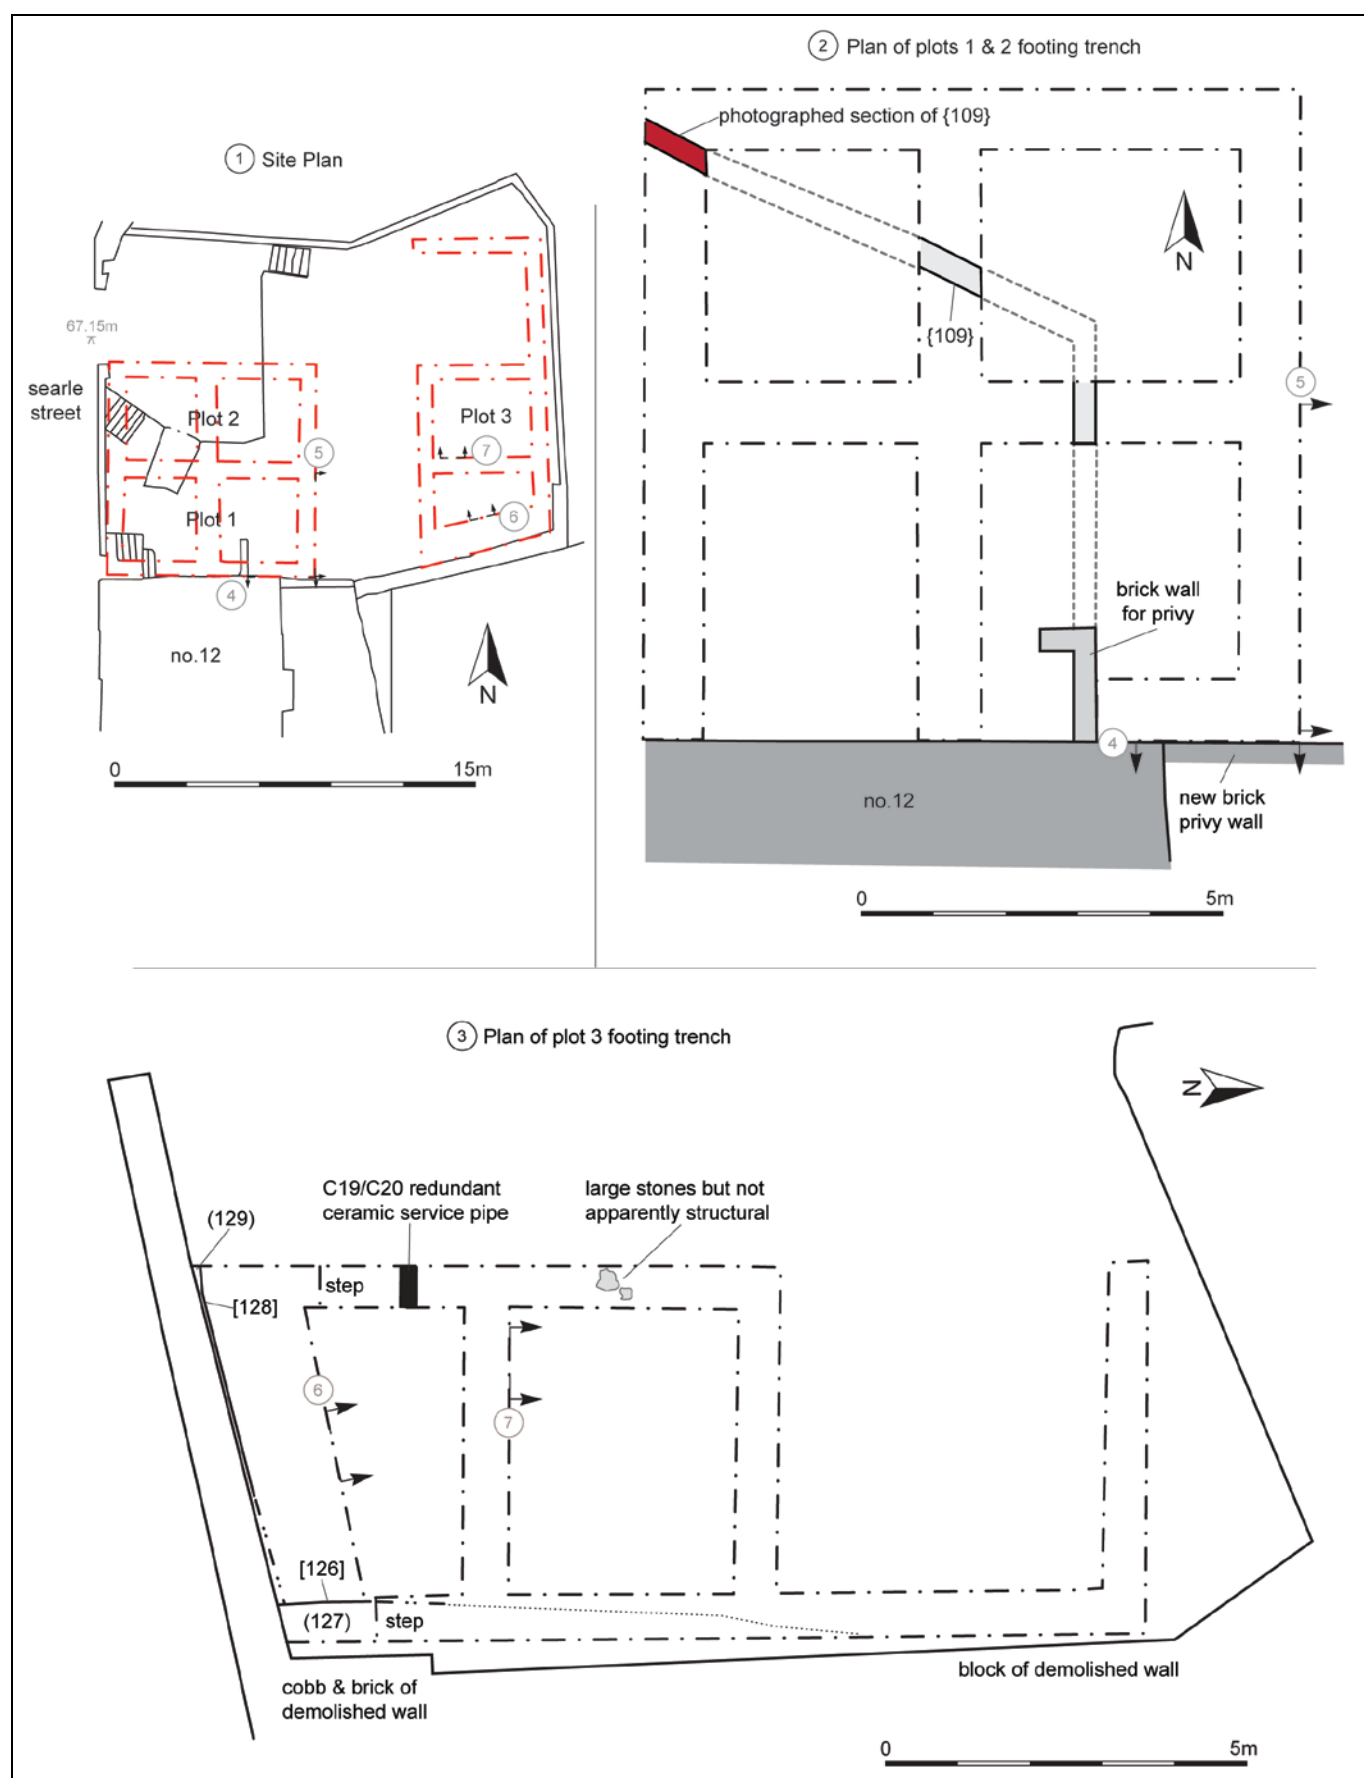 1 Site Plan
67.15m
searle
street
Plot 2
Plot 1
Plot 3
5
7
6
4
no.12
N
0 15m
2 Plan of plots 1 & 2 footing trench
photographed section of {109}
N
{109}
5
brick wall
for privy
4
no.12
new brick
privy wall
0 5m
3 Plan of plot 3 footing trench
N
C19/C20 redundant
ceramic service pipe
large stones but not
apparently structural
(129)
step
[128]
6
7
[126]
(127)
step
cobb & brick of
demolished wall
block of demolished wall
0 5m